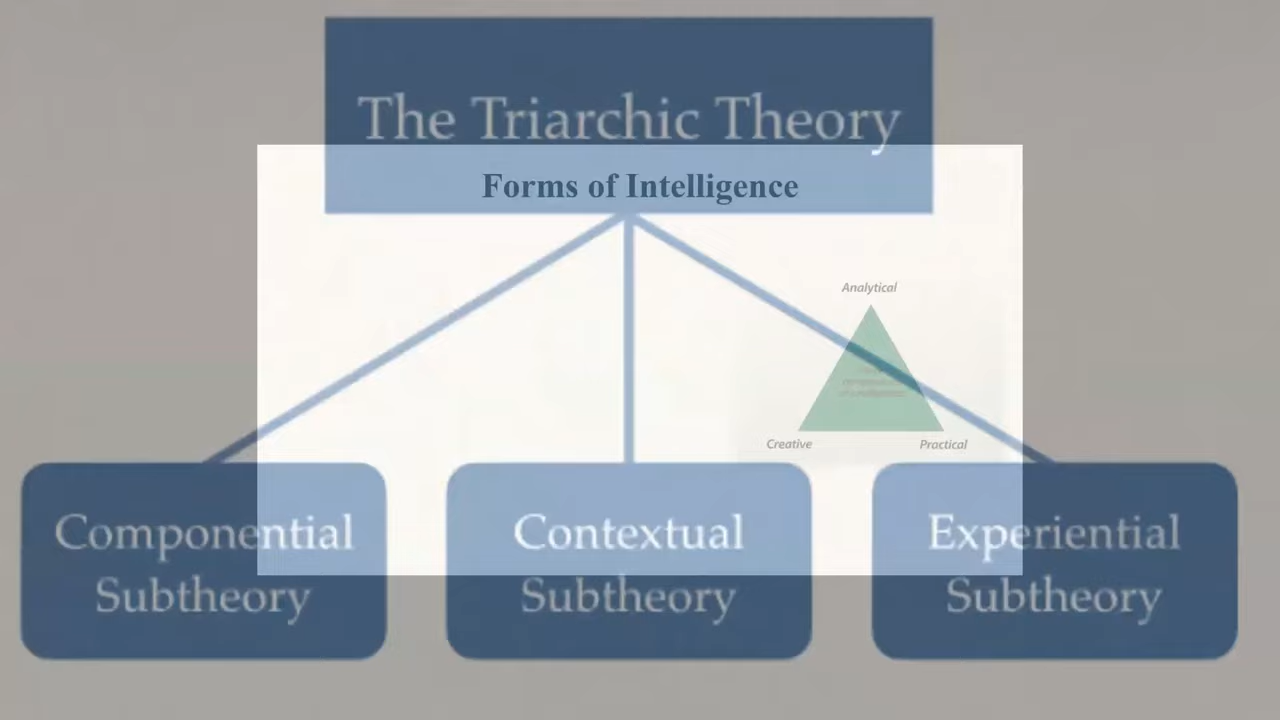 The Triarchic Theory
Forms of Intelligence
Analytical
Creative
Practical
Componential
Subtheory
Contextual
Subtheory
Experiential
Subtheory